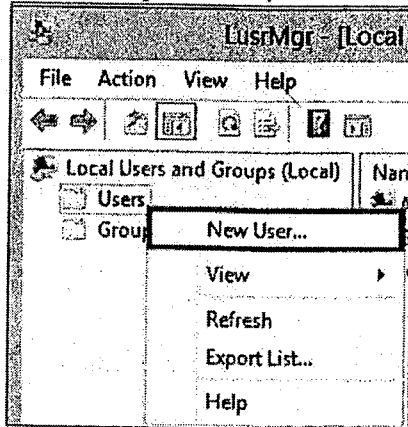 LusrMgr - [Local
File Action View Help
Local Users and Groups (Local)
Nan
Users
Group
New User...
View
Refresh
Export List...
Help